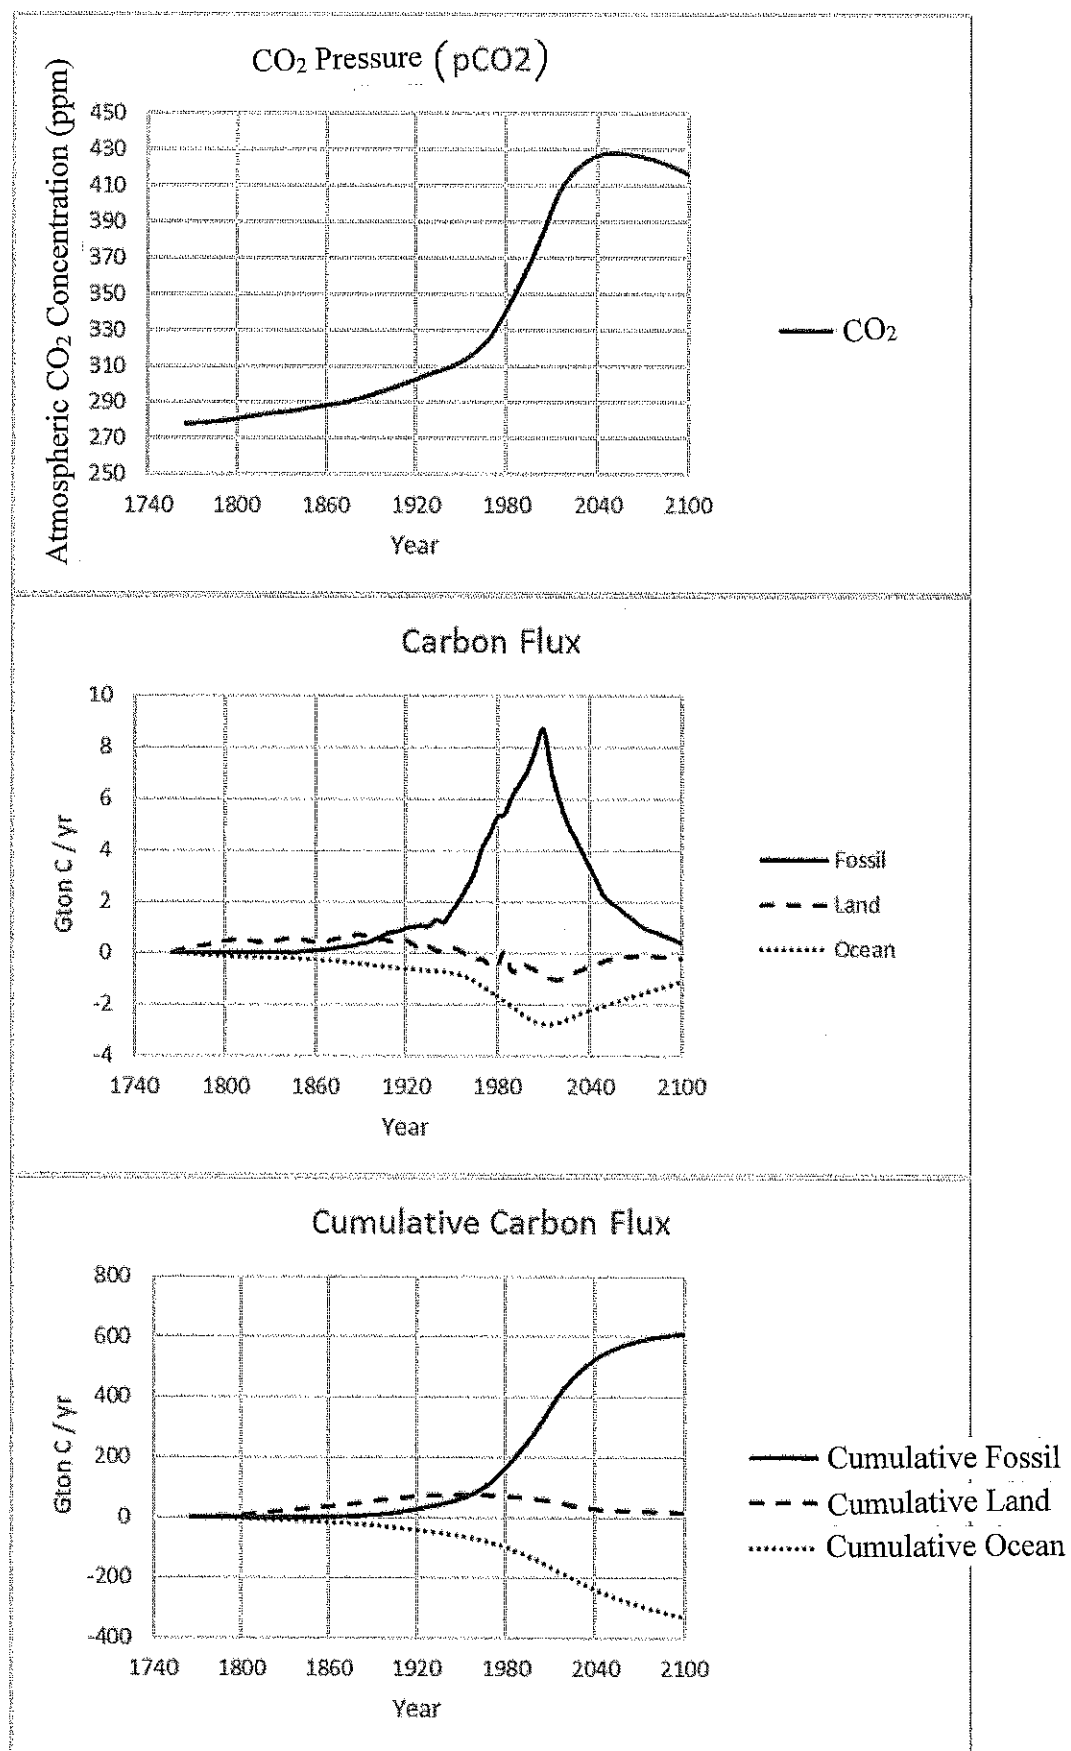 CO₂ Pressure (pCO2)
Atmospheric CO₂ Concentration (ppm)
450
430
410
390
370
350
330
310
290
270
250
1740 1800 1860 1920 1980 2040 2100
Year
CO₂
Carbon Flux
Gton C / yr
10
8
6
4
2
0
-2
-4
1740 1800 1860 1920 1980 2040 2100
Year
Fossil
Land
Ocean
Cumulative Carbon Flux
Gton C / yr
800
600
400
200
0
-200
-400
1740 1800 1860 1920 1980 2040 2100
Year
Cumulative Fossil
Cumulative Land
Cumulative Ocean